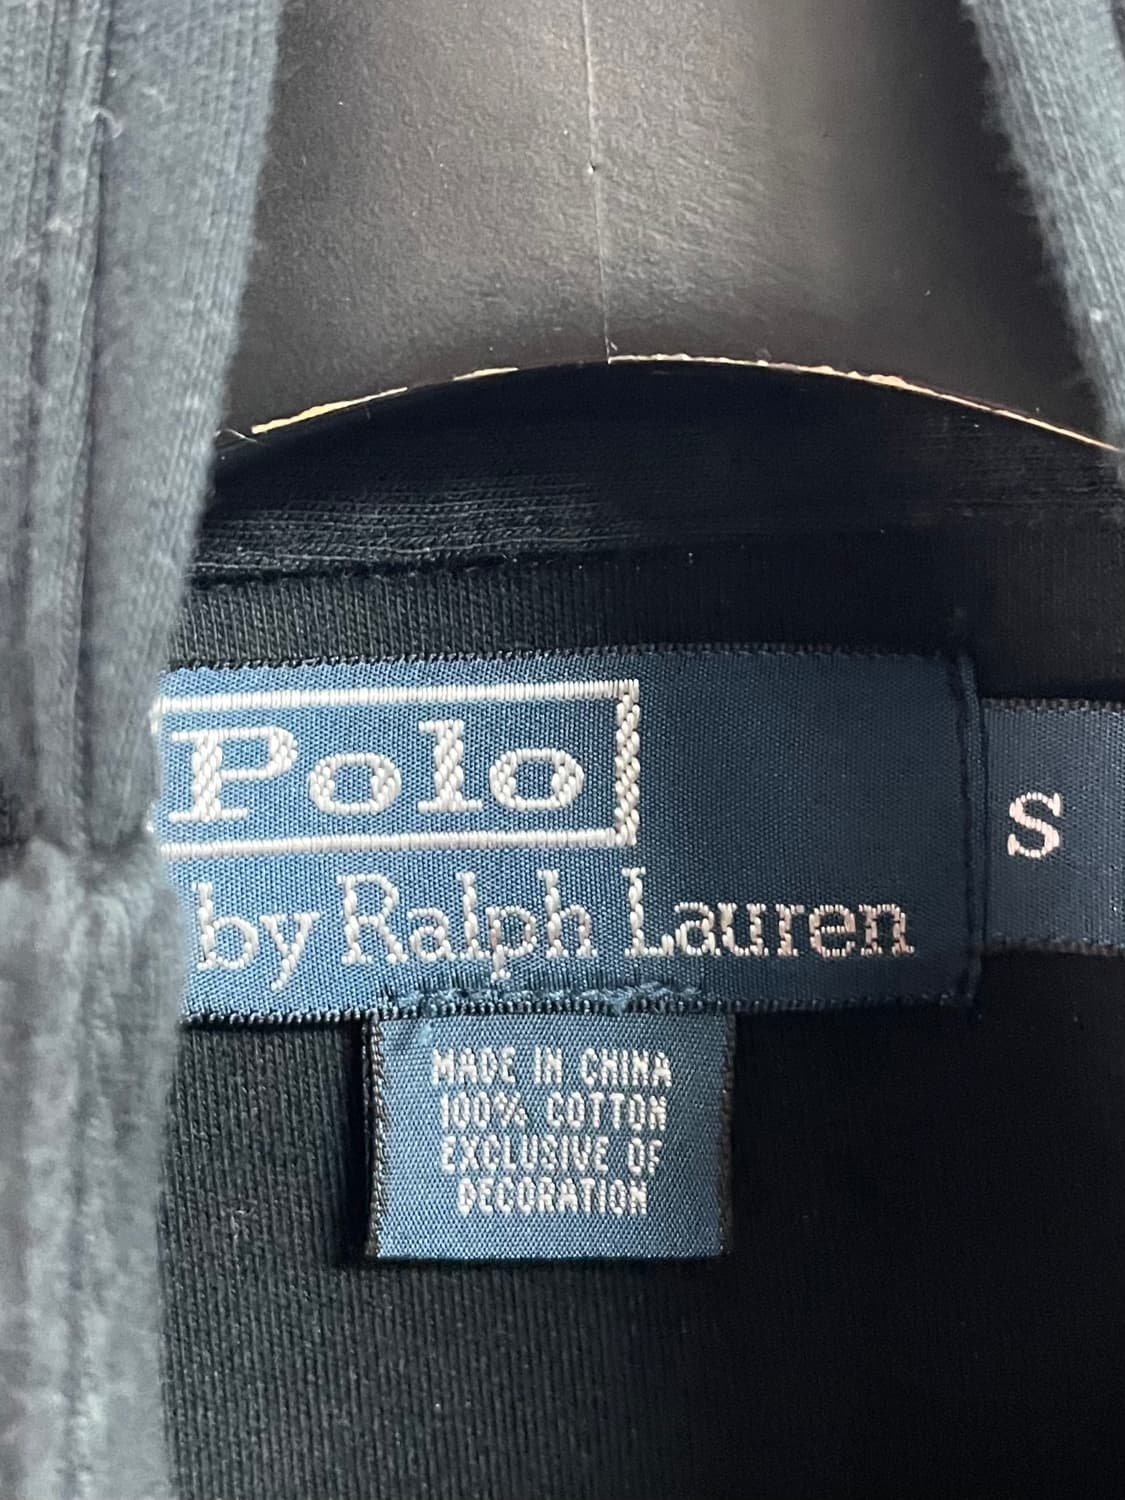 Polo
by Ralph Lauren
S
MADE IN CHINA
100% COTTON
EXCLUSIVE OF
DECORATION